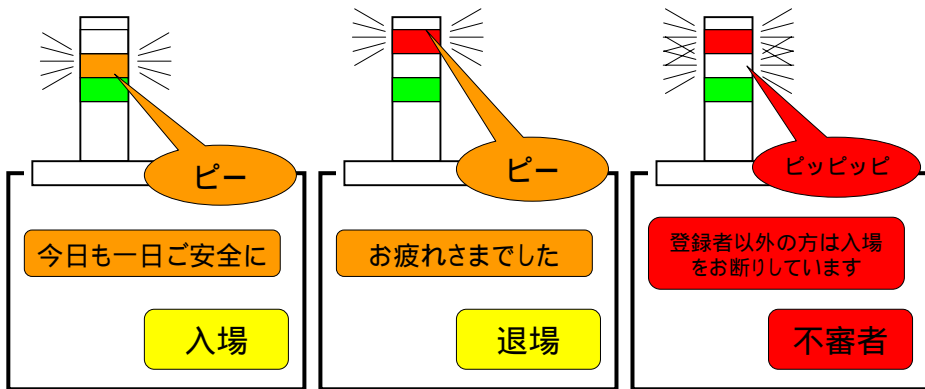 ピー
今日も一日ご安全に
入場
ピー
お疲れさまでした
退場
ピッピッピ
登録者以外の方は入場
をお断りしています
不審者